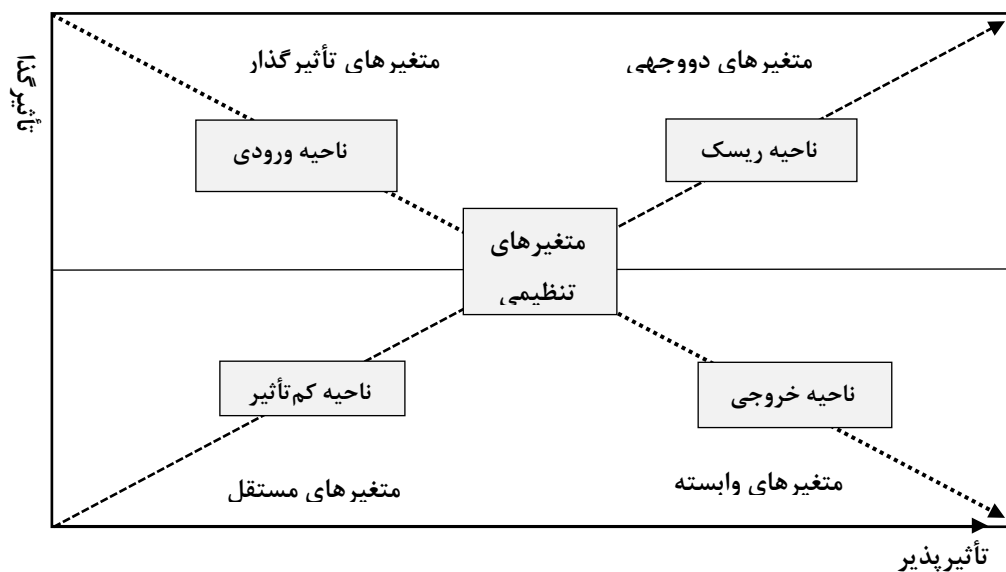 متغیرهای دووجهی
متغیرهای تأثیرگذار
تأثیرگذا
ناحیه ریسک
ناحیه ورودی
متغیرهای
تنظیمی
ناحیه خروجی
ناحیه کم‌تأثیر
متغیرهای وابسته
متغیرهای مستقل
تأثیرپذیر